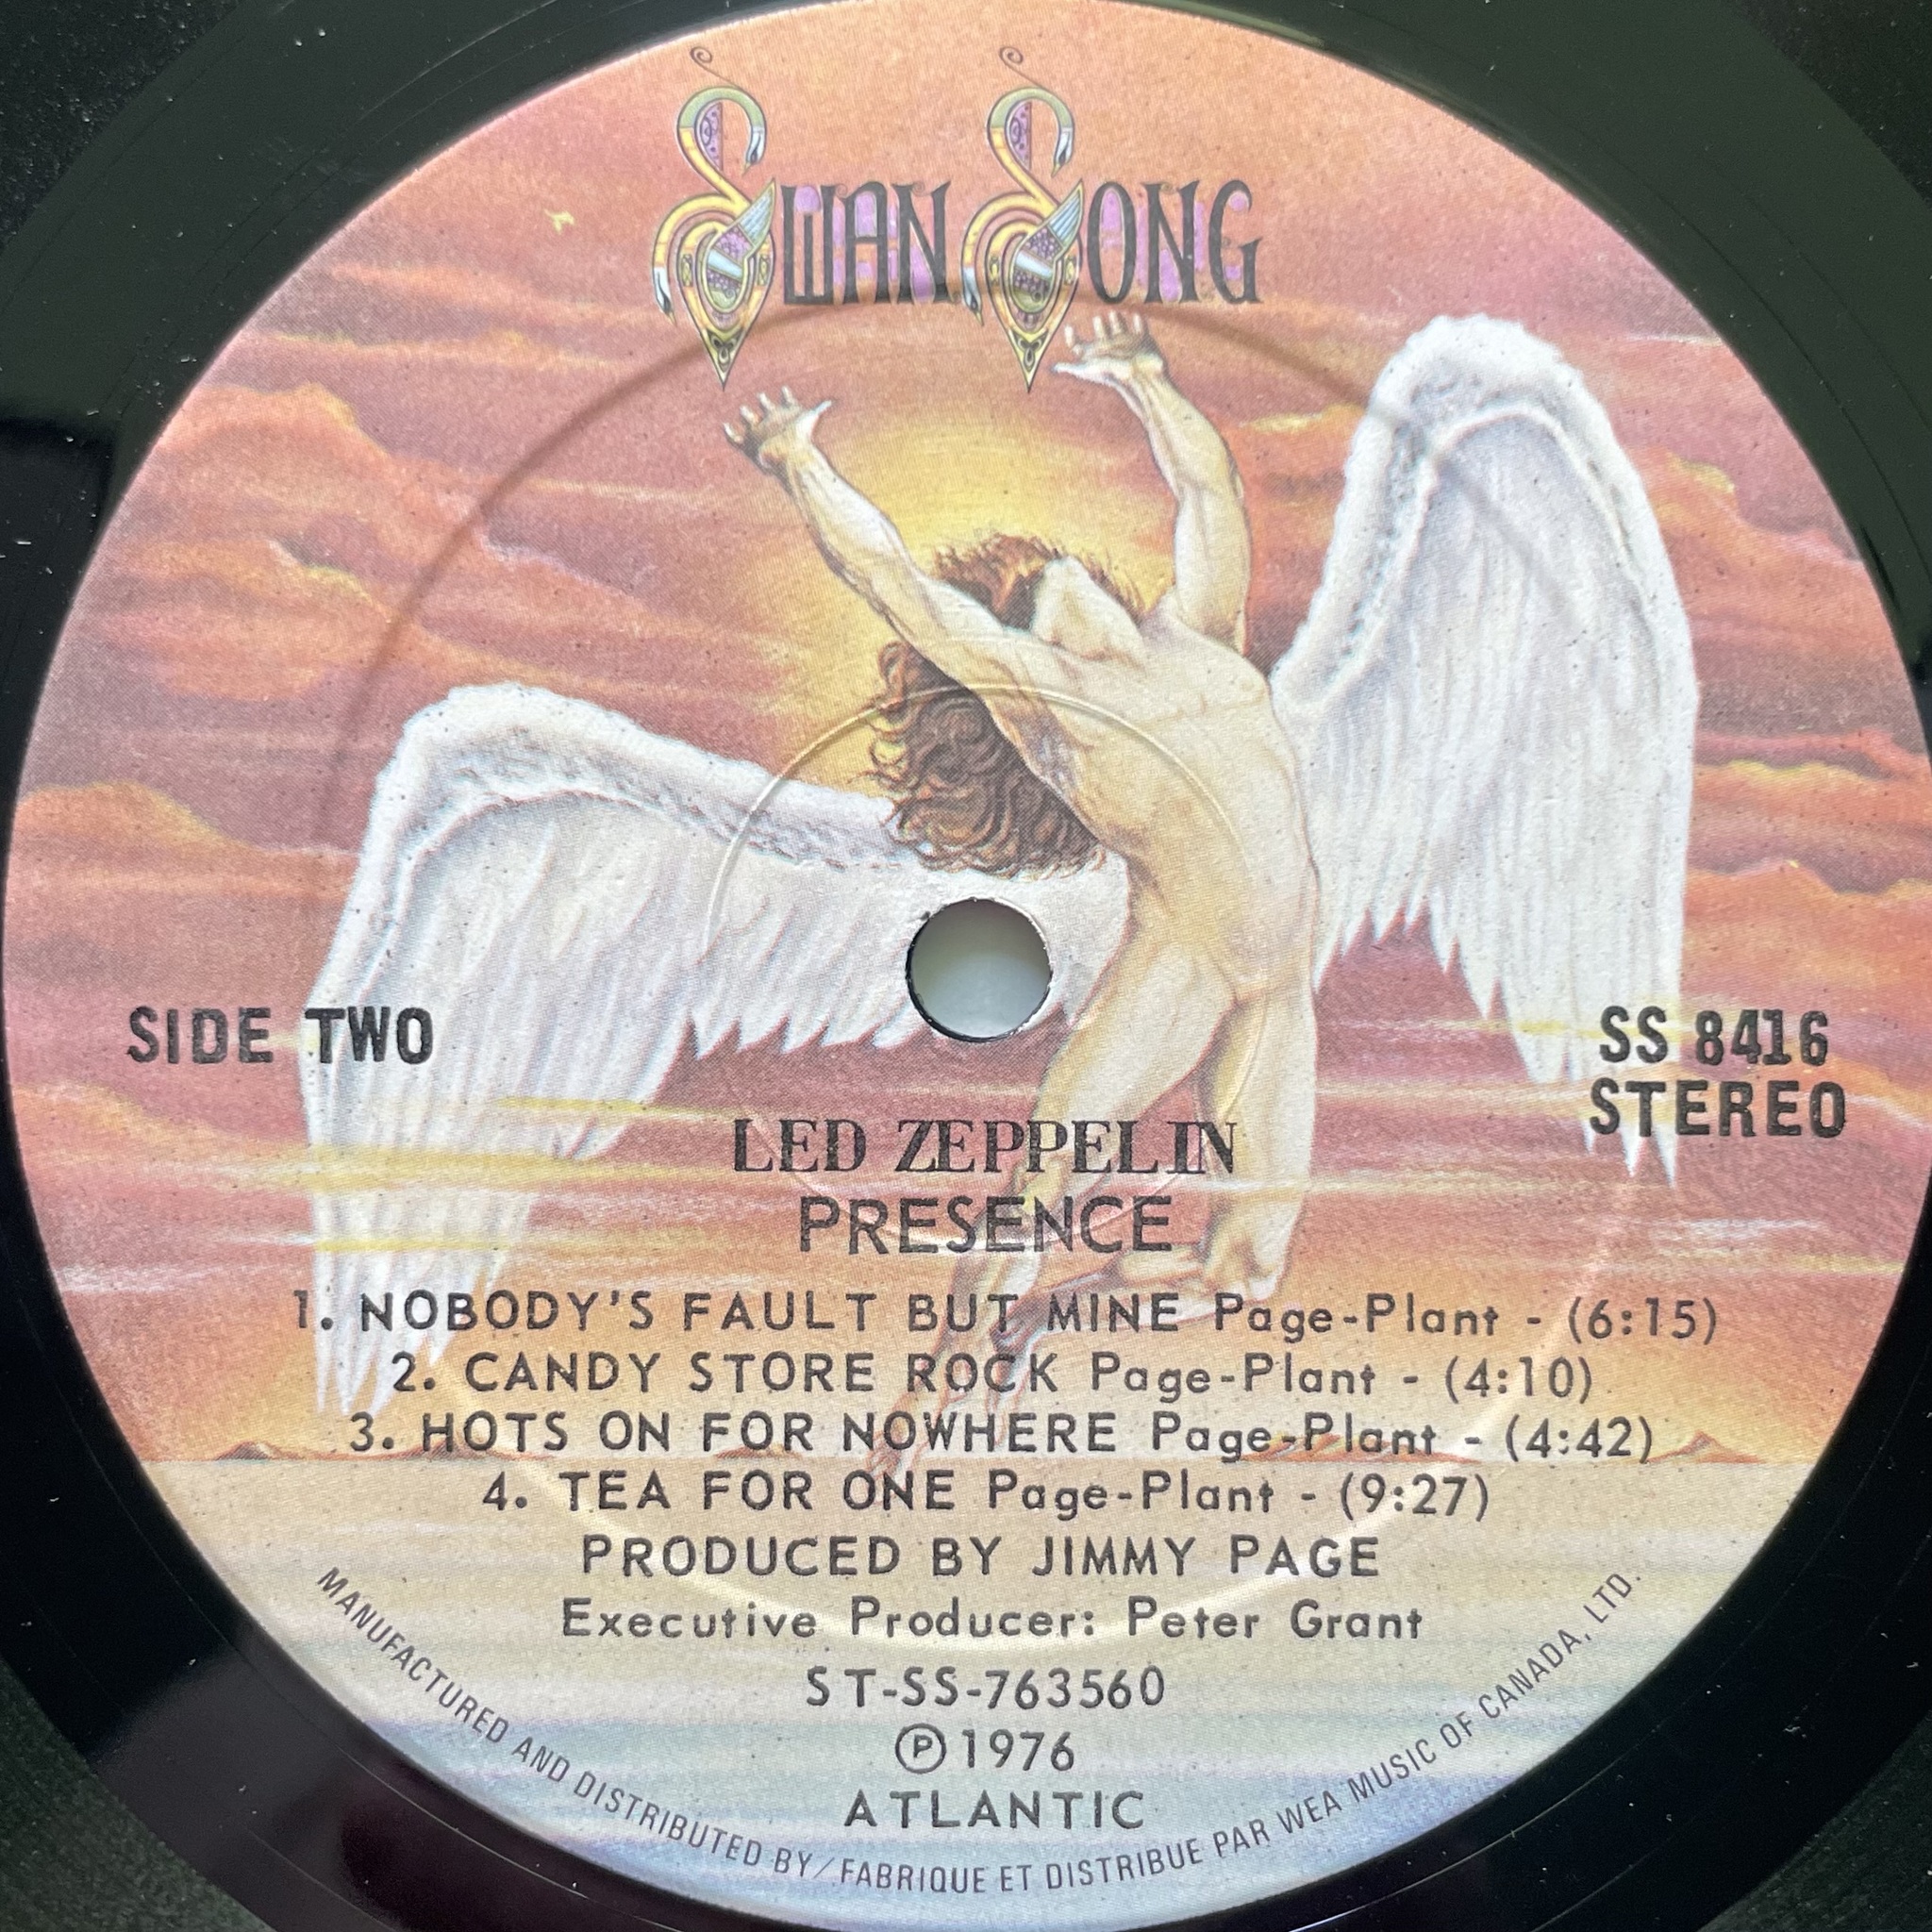 SWAN SONG
SIDE TWO
SS 8416
STEREO
LED ZEPPELIN
PRESENCE
1. NOBODY'S FAULT BUT MINE Page-Plant - (6:15)
2. CANDY STORE ROCK Page-Plant - (4:10)
3. HOTS ON FOR NOWHERE Page-Plant - (4:42)
4. TEA FOR ONE Page-Plant - (9:27)
PRODUCED BY JIMMY PAGE
Executive Producer: Peter Grant
ST-SS-763560
Ⓟ1976
ATLANTIC
MANUFACTURED AND DISTRIBUTED BY/FABRIQUE ET DISTRIBUE PAR WEA MUSIC OF CANADA, LTD.